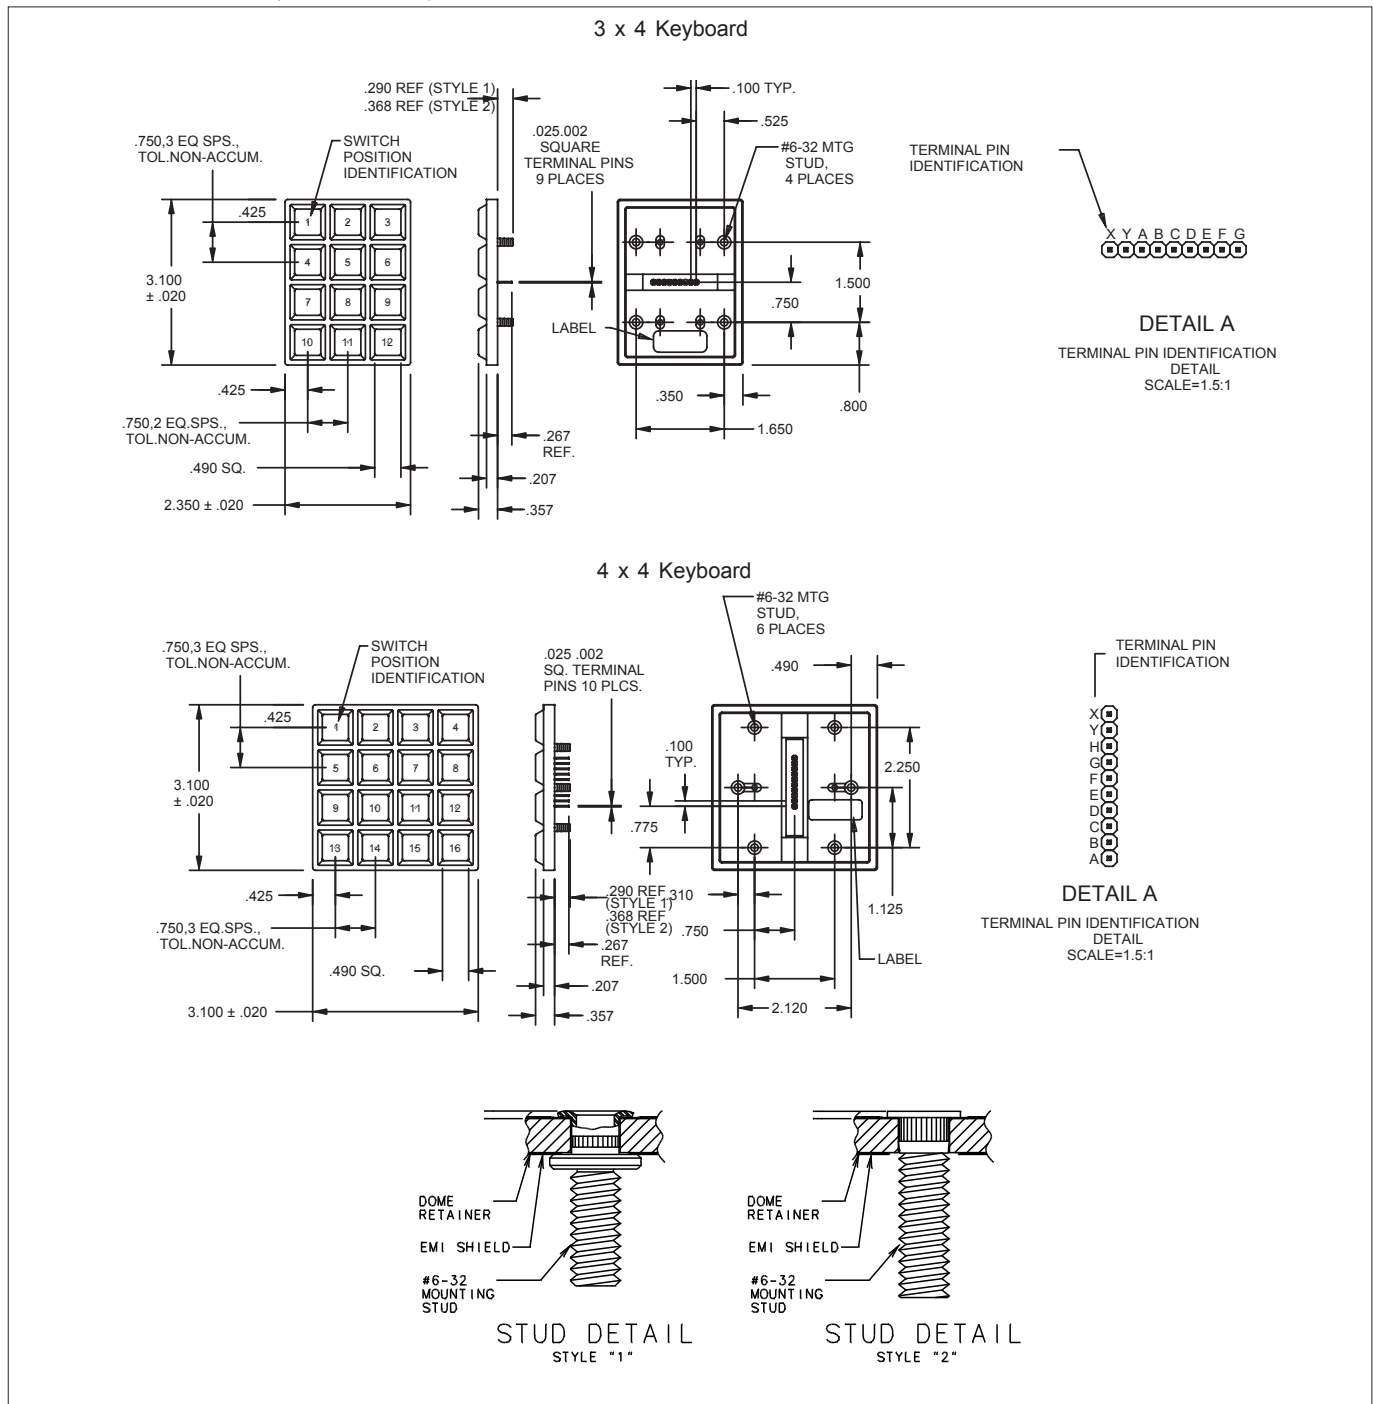 3 x 4 Keyboard
.290 REF (STYLE 1)
.368 REF (STYLE 2)
.100 TYP.
.525
.750,3 EQ SPS.,
TOL.NON-ACCUM.
SWITCH
POSITION
IDENTIFICATION
.025.002
SQUARE
TERMINAL PINS
9 PLACES
#6-32 MTG
STUD,
4 PLACES
TERMINAL PIN
IDENTIFICATION
.425
1 2 3
4 5 6
7 8 9
10 11 12
3.100
± .020
X Y A B C D E F G
1.500
.750
LABEL
DETAIL A
TERMINAL PIN IDENTIFICATION
DETAIL
SCALE=1.5:1
.425
.350
.800
.750,2 EQ.SPS.,
TOL.NON-ACCUM.
1.650
.267
REF.
.490 SQ.
.207
2.350 ± .020
.357
4 x 4 Keyboard
#6-32 MTG
STUD,
6 PLACES
.750,3 EQ SPS.,
TOL.NON-ACCUM.
SWITCH
POSITION
IDENTIFICATION
.025 .002
SQ. TERMINAL
PINS 10 PLCS.
.490
TERMINAL PIN
IDENTIFICATION
.425
1 2 3 4
5 6 7 8
9 10 11 12
13 14 15 16
3.100
± .020
.100
TYP.
2.250
.775
X
Y
H
G
F
E
D
C
B
A
.425
.290 REF
(STYLE 1)
.368 REF
(STYLE 2)
.310
1.125
DETAIL A
TERMINAL PIN IDENTIFICATION
DETAIL
SCALE=1.5:1
.750,3 EQ.SPS.,
TOL.NON-ACCUM.
.750
.267
REF.
LABEL
.490 SQ.
1.500
.207
3.100 ± .020
.357
2.120
DOME
RETAINER
EMI SHIELD
#6-32
MOUNTING
STUD
STUD DETAIL
STYLE "1"
DOME
RETAINER
EMI SHIELD
#6-32
MOUNTING
STUD
STUD DETAIL
STYLE "2"